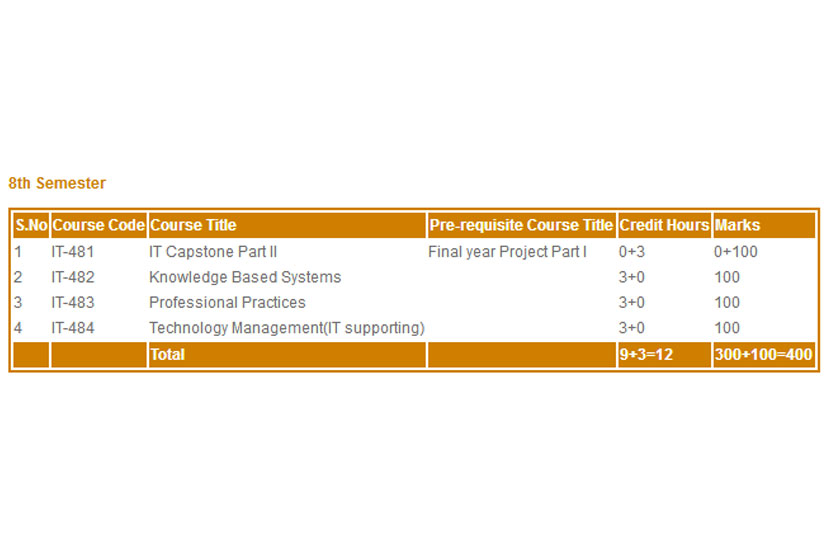 8th Semester
S.No Course Code Course Title Pre-requisite Course Title Credit Hours Marks
1 IT-481 IT Capstone Part II Final year Project Part I 0+3 0+100
2 IT-482 Knowledge Based Systems 3+0 100
3 IT-483 Professional Practices 3+0 100
4 IT-484 Technology Management(IT supporting) 3+0 100
Total 9+3=12 300+100=400